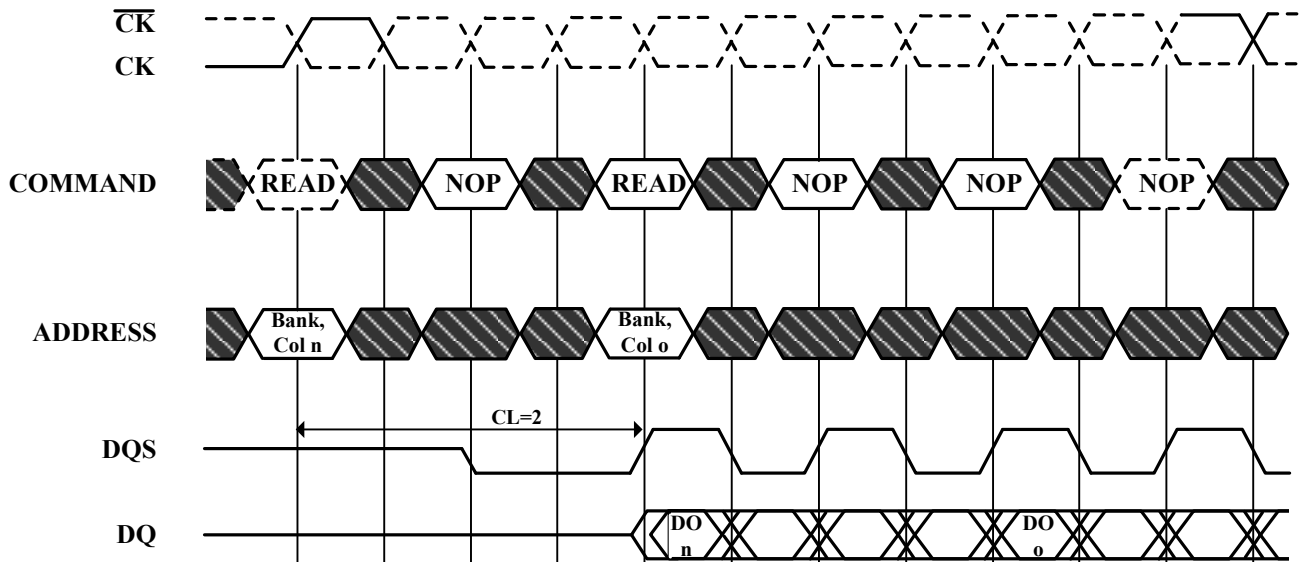 C̅K̅
CK
COMMAND
READ NOP READ NOP NOP NOP
ADDRESS
Bank,
Col n
Bank,
Col o
CL=2
DQS
DQ
DO
n
DO
o